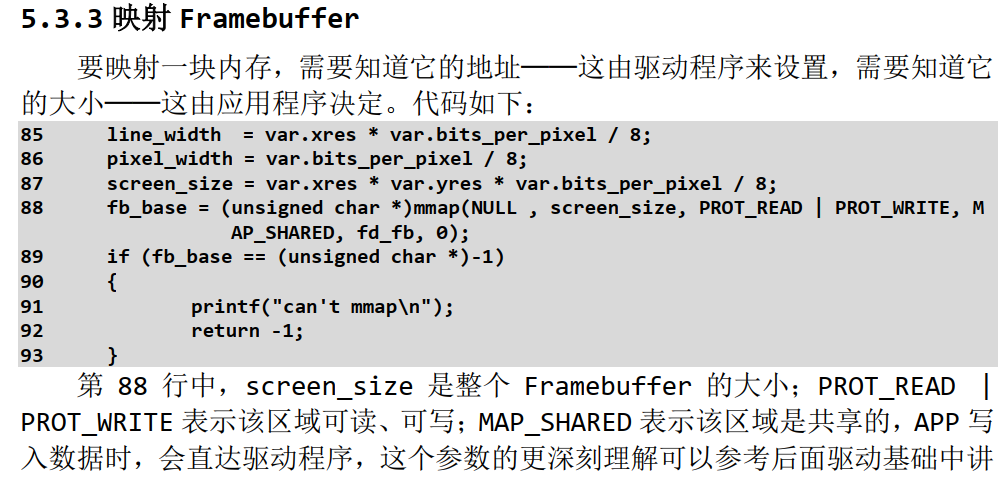 5.3.3 映射 Framebuffer
要映射一块内存，需要知道它的地址——这由驱动程序来设置，需要知道它
的大小——这由应用程序决定。代码如下：
85 line_width = var.xres * var.bits_per_pixel / 8;
86 pixel_width = var.bits_per_pixel / 8;
87 screen_size = var.xres * var.yres * var.bits_per_pixel / 8;
88 fb_base = (unsigned char *)mmap(NULL , screen_size, PROT_READ | PROT_WRITE, M
AP_SHARED, fd_fb, 0);
89 if (fb_base == (unsigned char *)-1)
90 {
91 printf("can't mmap\n");
92 return -1;
93 }
第 88 行中，screen_size 是整个 Framebuffer 的大小；PROT_READ |
PROT_WRITE 表示该区域可读、可写；MAP_SHARED 表示该区域是共享的，APP 写
入数据时，会直达驱动程序，这个参数的更深刻理解可以参考后面驱动基础中讲